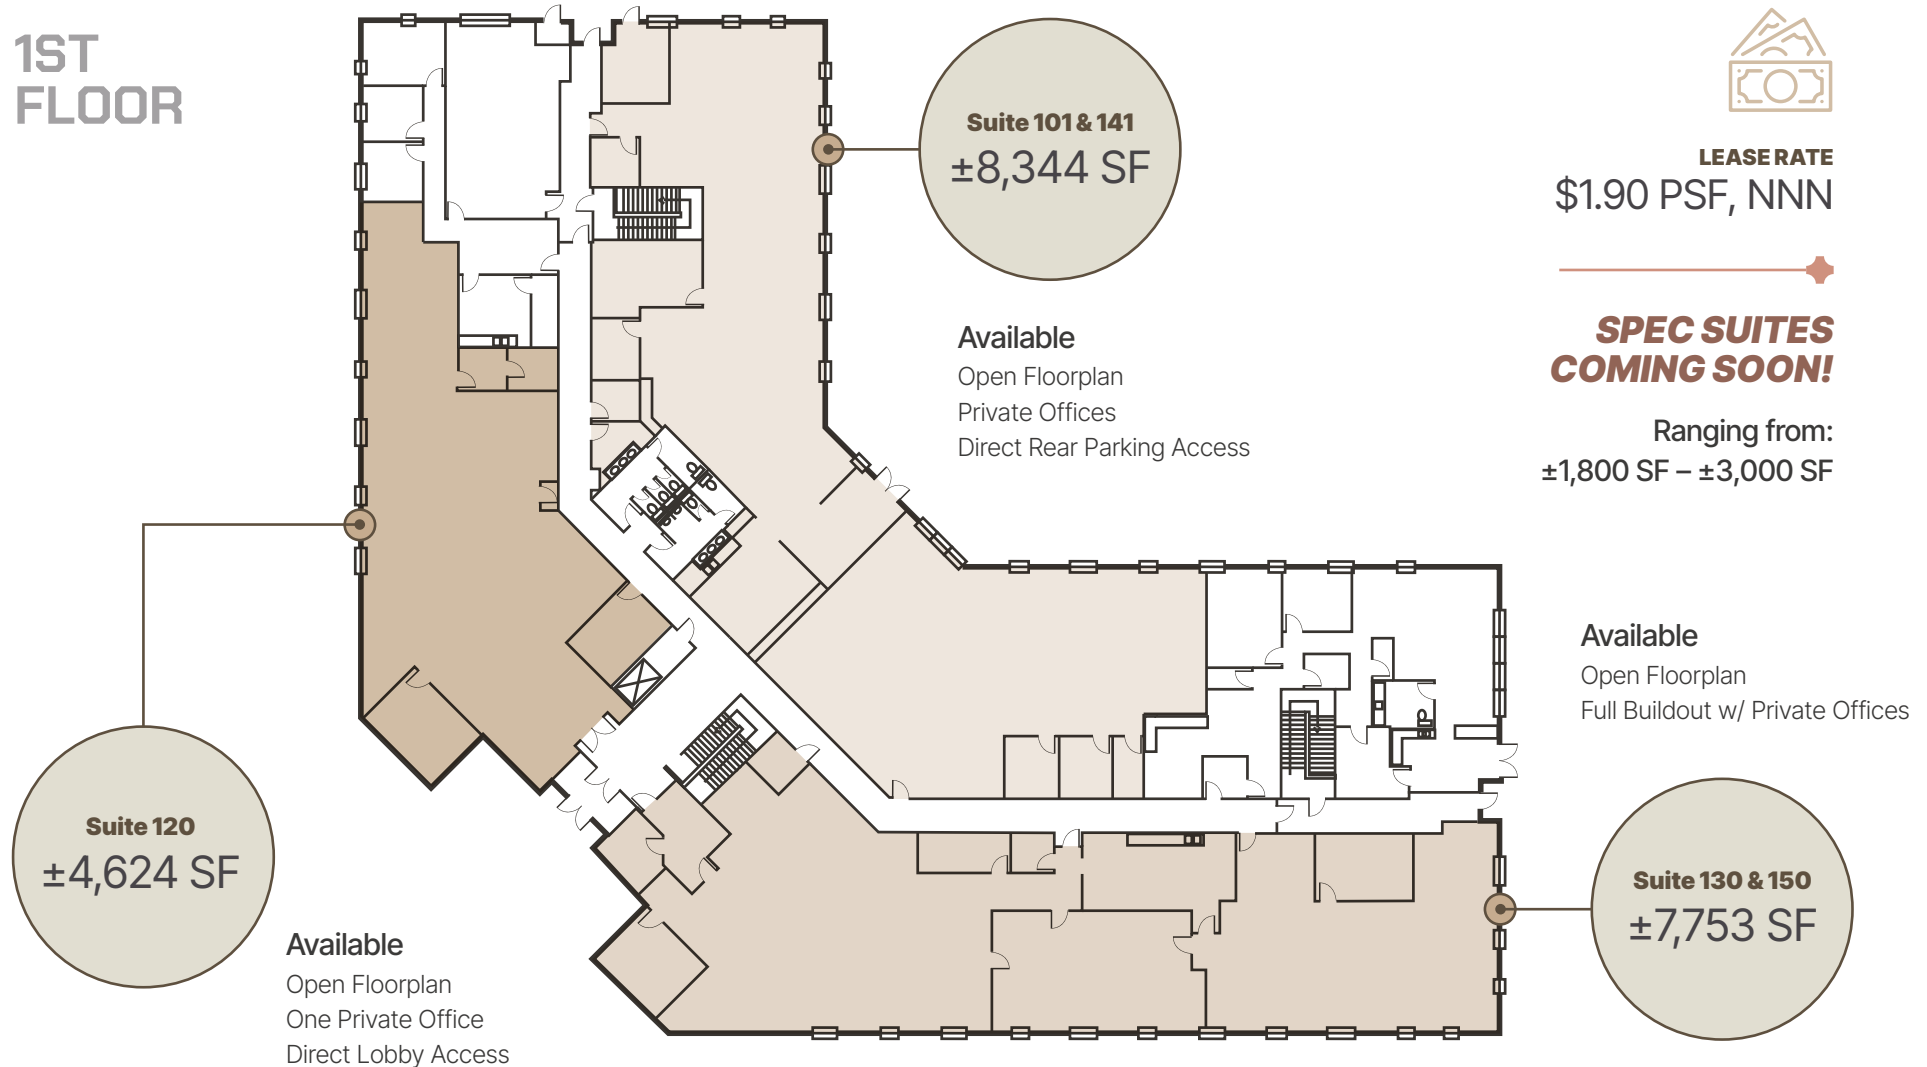 1ST
FLOOR
Suite 101 & 141
±8,344 SF
Available
Open Floorplan
Private Offices
Direct Rear Parking Access
LEASE RATE
$1.90 PSF, NNN
SPEC SUITES
COMING SOON!
Ranging from:
±1,800 SF – ±3,000 SF
Available
Open Floorplan
Full Buildout w/ Private Offices
Suite 120
±4,624 SF
Available
Open Floorplan
One Private Office
Direct Lobby Access
Suite 130 & 150
±7,753 SF